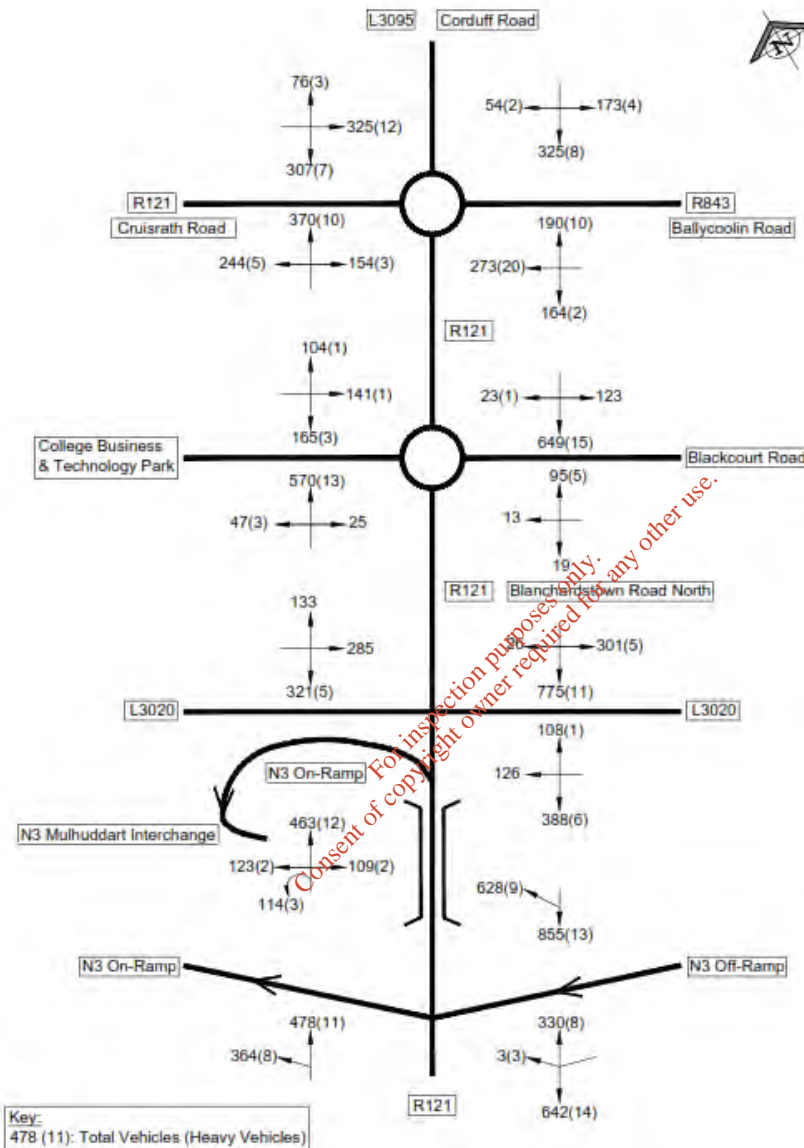 L3095 Corduff Road
N
76(3)
54(2) 173(4)
325(12)
307(7)
325(8)
R121
R843
Cruisrath Road
370(10)
190(10)
Ballycoolin Road
244(5) 154(3)
273(20)
164(2)
R121
104(1)
141(1)
23(1) 123
165(3)
649(15)
College Business
& Technology Park
Blackcourt Road
570(13)
95(5)
47(3) 25
13
19
R121 Blanchardstown Road North
133
285
301(5)
321(5)
775(11)
L3020
L3020
108(1)
N3 On-Ramp
126
388(6)
N3 Mulhuddart Interchange
463(12)
123(2) 109(2)
114(3)
628(9)
855(13)
N3 On-Ramp
N3 Off-Ramp
478(11)
330(8)
364(8)
3(3)
642(14)
R121
Key:
478 (11): Total Vehicles (Heavy Vehicles)
For inspection purposes only.
Consent of copyright owner required for any other use.